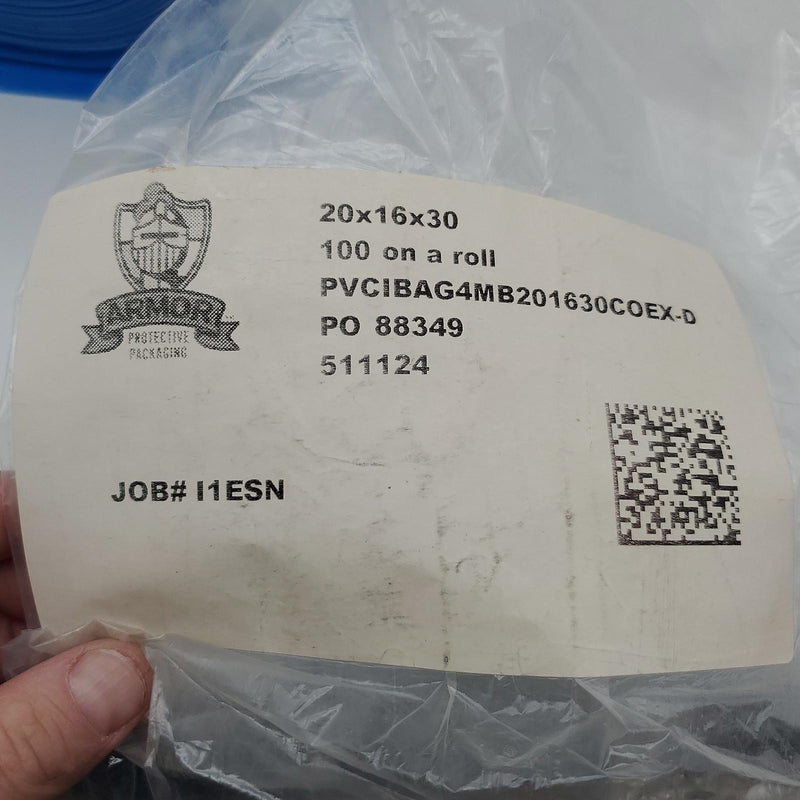 ARMOR
PROTECTIVE
PACKAGING
20x16x30
100 on a roll
PVCIBAG4MB201630COEX-D
PO 88349
511124
JOB# I1ESN